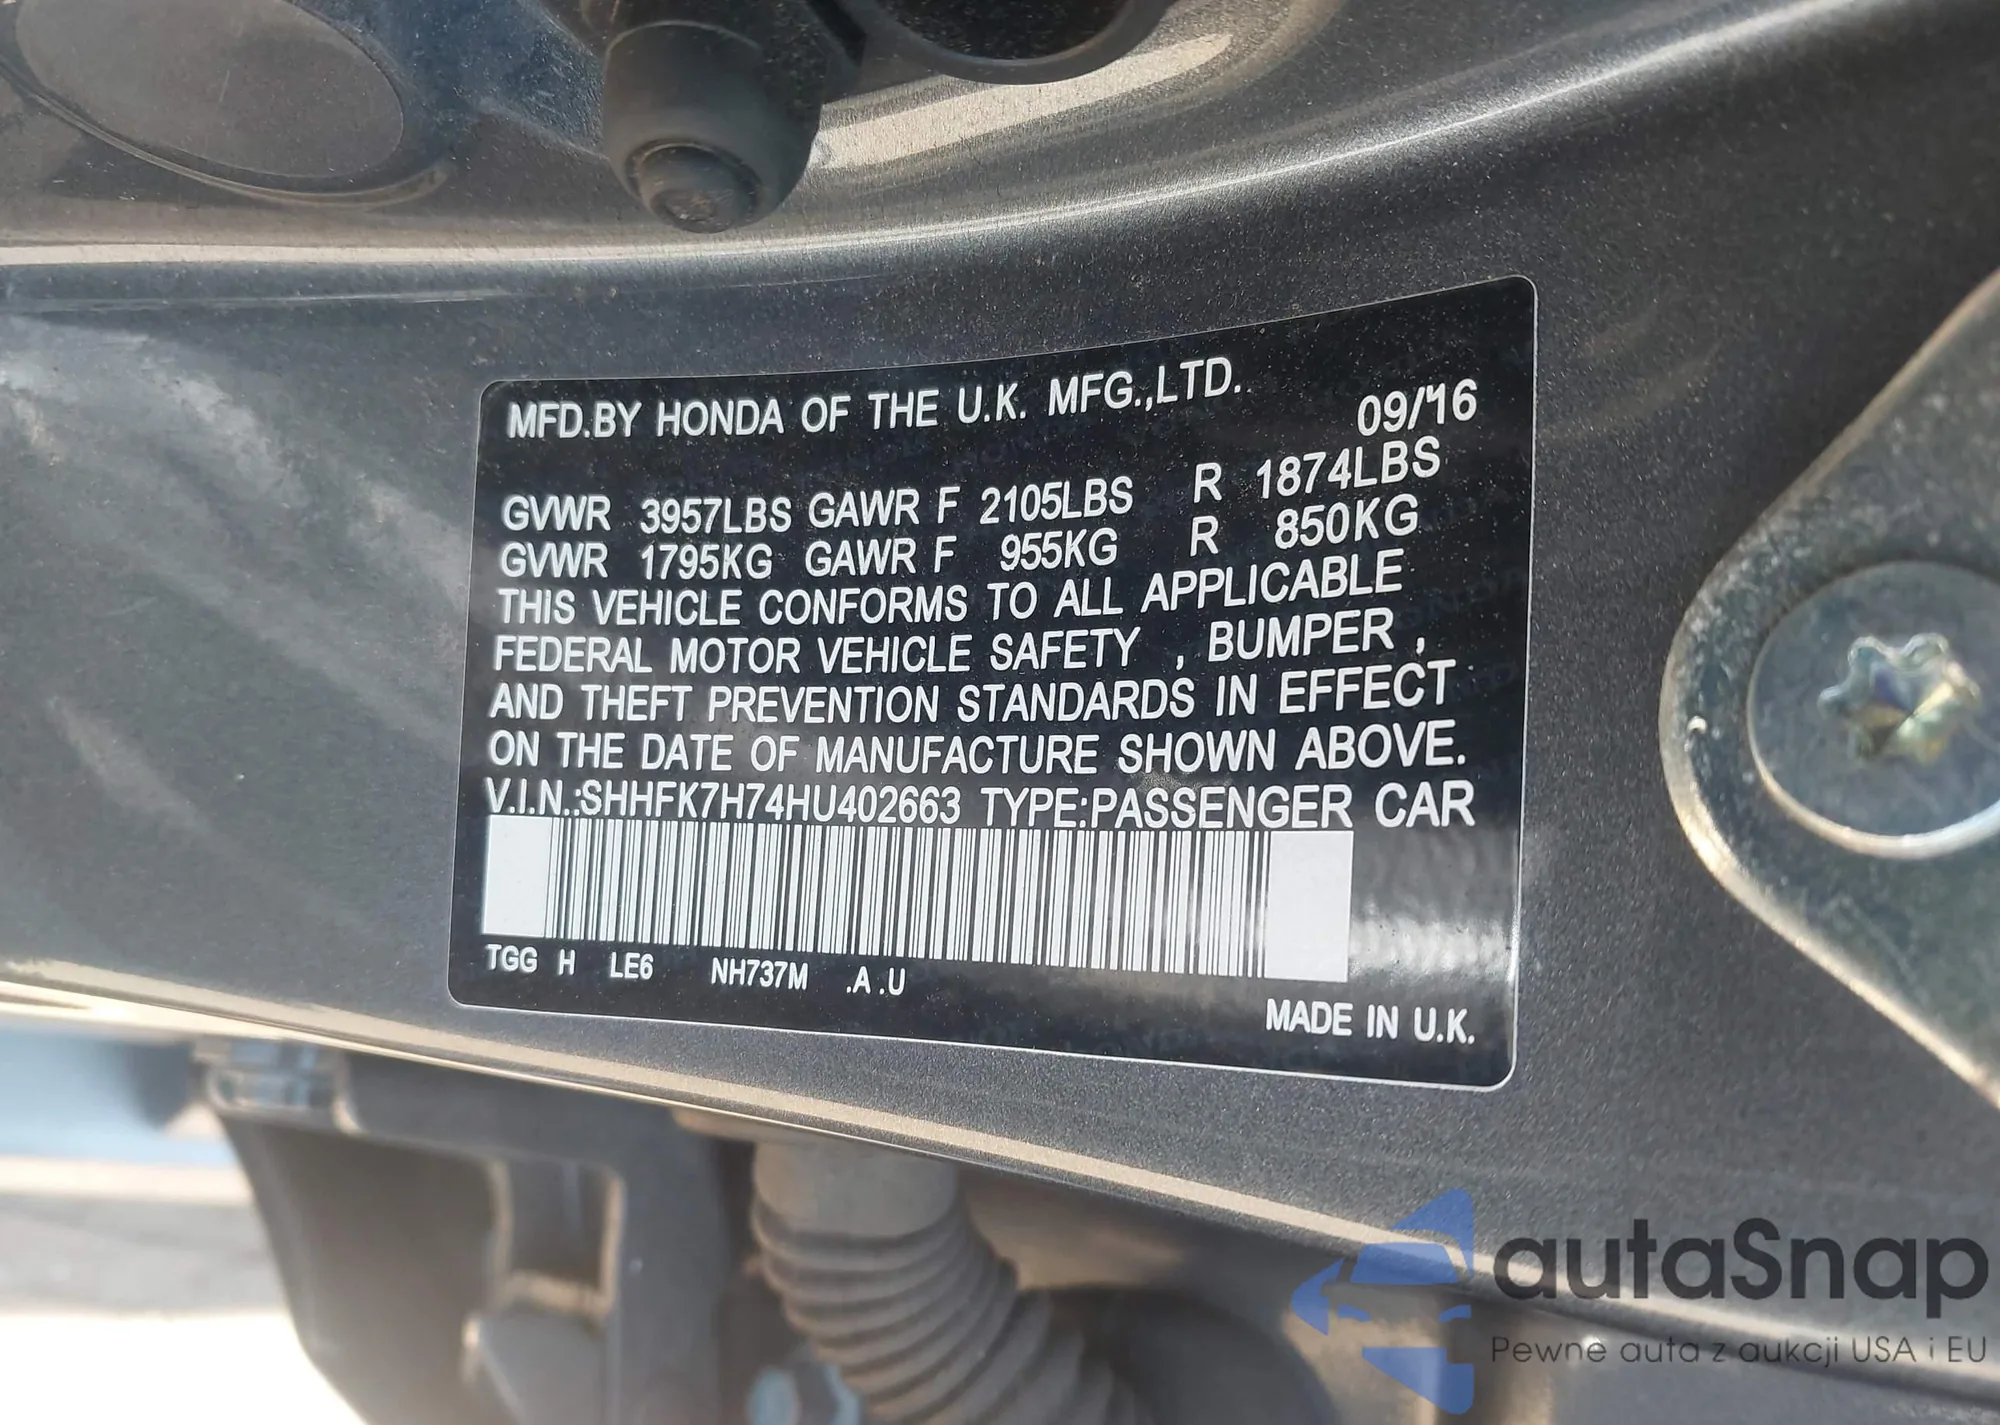 MFD.BY HONDA OF THE U.K. MFG.,LTD.
09/'16
GVWR 3957LBS GAWR F 2105LBS R 1874LBS
GVWR 1795KG GAWR F 955KG R 850KG
THIS VEHICLE CONFORMS TO ALL APPLICABLE
FEDERAL MOTOR VEHICLE SAFETY , BUMPER ,
AND THEFT PREVENTION STANDARDS IN EFFECT
ON THE DATE OF MANUFACTURE SHOWN ABOVE.
V.I.N.:SHHFK7H74HU402663 TYPE:PASSENGER CAR
TGG H LE6 NH737M .A .U
MADE IN U.K.
autaSnap
Pewne auta z aukcji USA i EU